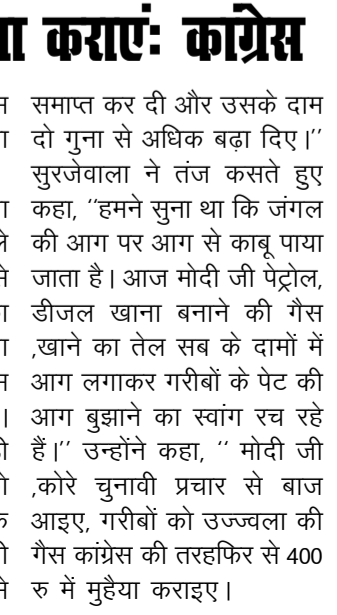 कराएं: कांग्रेस
समाप्त कर दी और उसके दाम
दो गुना से अधिक बढ़ा दिए।’’
सुरजेवाला ने तंज कसते हुए
कहा, ‘‘हमने सुना था कि जंगल
की आग पर आग से काबू पाया
जाता है। आज मोदी जी पेट्रोल,
डीजल खाना बनाने की गैस
,खाने का तेल सब के दामों में
आग लगाकर गरीबों के पेट की
आग बुझाने का स्वांग रच रहे
हैं।’’ उन्होंने कहा, ‘‘ मोदी जी
,कोरे चुनावी प्रचार से बाज
आइए, गरीबों को उज्ज्वला की
गैस कांग्रेस की तरहफिर से 400
रु में मुहैया कराइए।